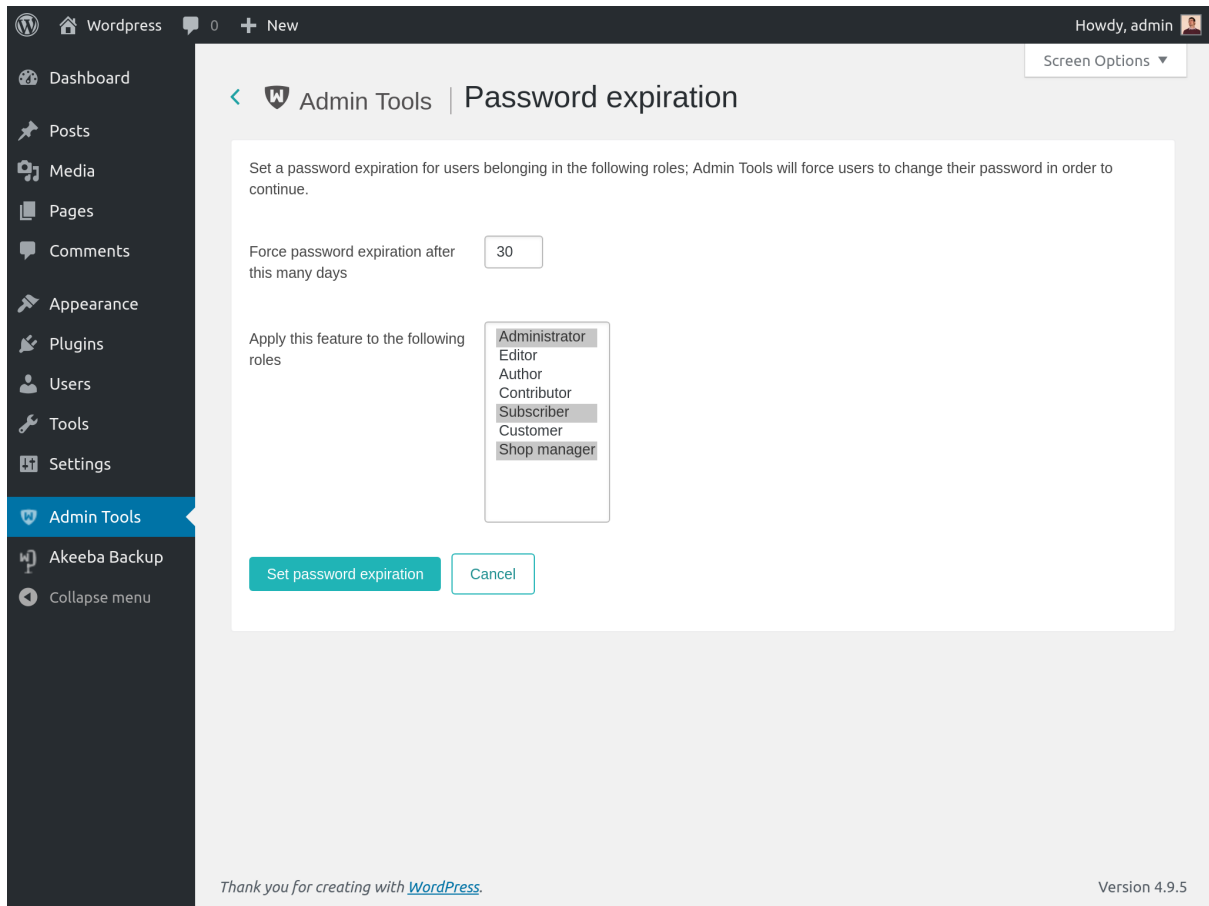 Wordpress 0 New Howdy, admin
Screen Options ▼
Dashboard
Posts
Media
Pages
Comments
Appearance
Plugins
Users
Tools
Settings
Admin Tools
Akeeba Backup
Collapse menu
Admin Tools | Password expiration
Set a password expiration for users belonging in the following roles; Admin Tools will force users to change their password in order to
continue.
Force password expiration after
this many days
30
Apply this feature to the following
roles
Administrator
Editor
Author
Contributor
Subscriber
Customer
Shop manager
Set password expiration Cancel
Thank you for creating with WordPress. Version 4.9.5